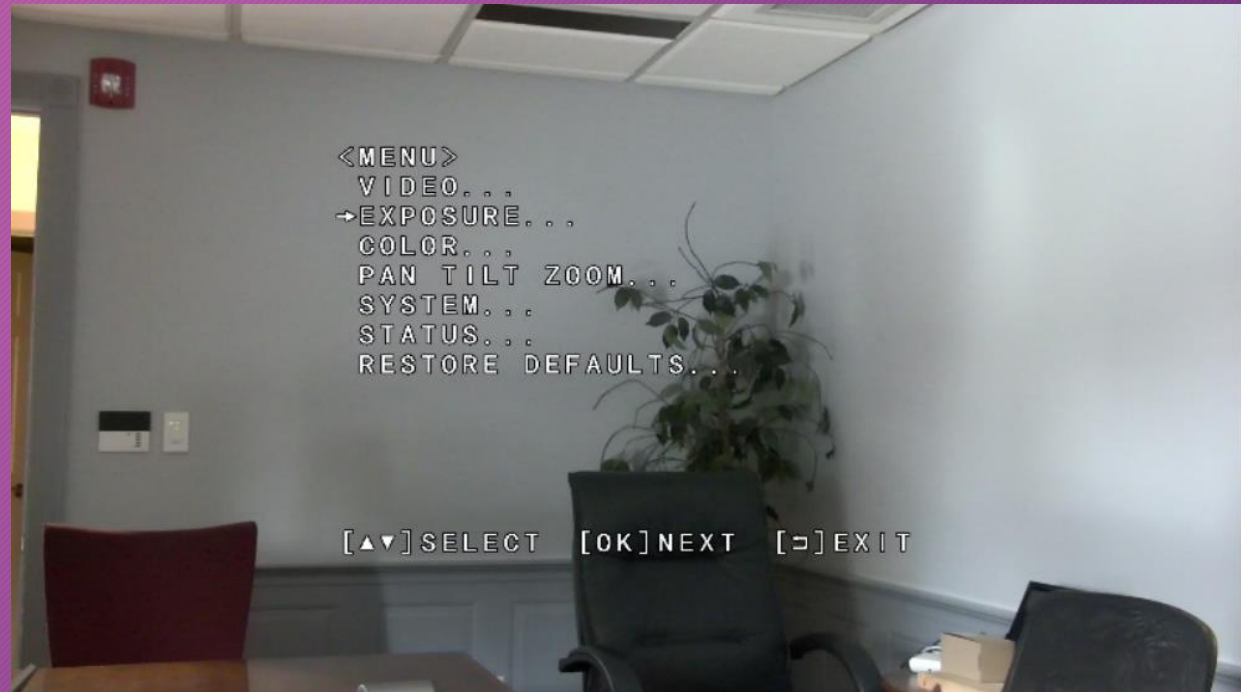 <MENU>
VIDEO...
→EXPOSURE...
COLOR...
PAN TILT ZOOM...
SYSTEM...
STATUS...
RESTORE DEFAULTS...
[▲▼]SELECT [OK]NEXT [⮌]EXIT